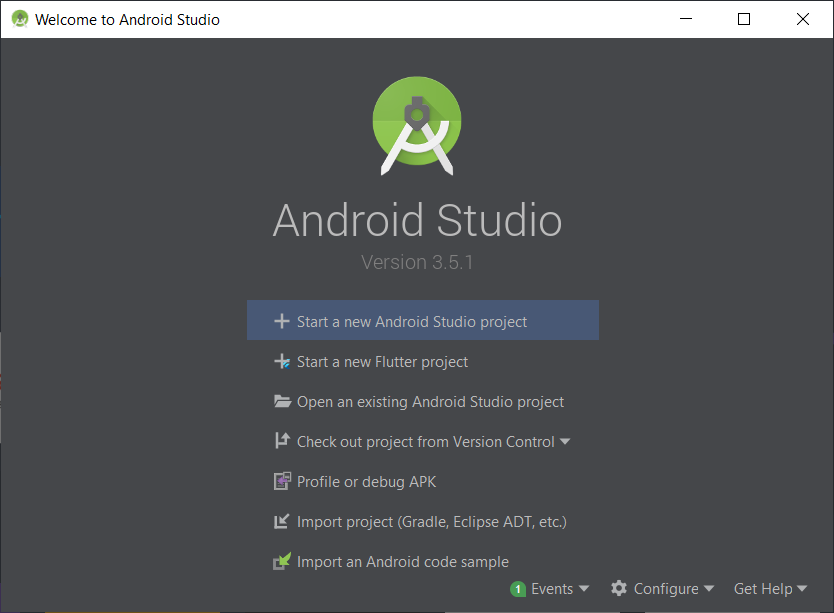 Welcome to Android Studio
Android Studio
Version 3.5.1
Start a new Android Studio project
Start a new Flutter project
Open an existing Android Studio project
Check out project from Version Control
Profile or debug APK
Import project (Gradle, Eclipse ADT, etc.)
Import an Android code sample
1 Events Configure Get Help